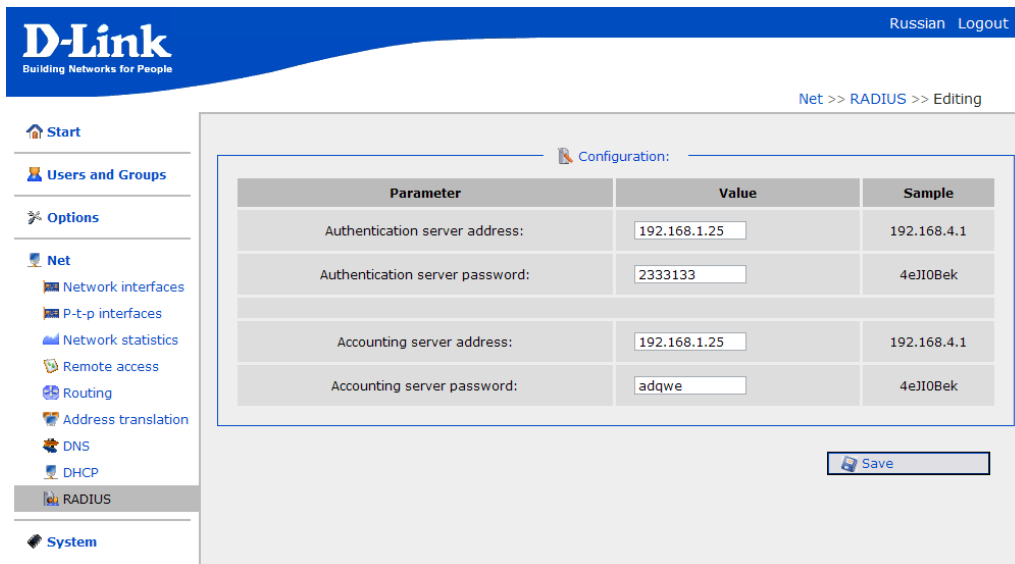 Russian Logout
D-Link
Building Networks for People
Net >> RADIUS >> Editing
Start
Users and Groups
Options
Net
Network interfaces
P-t-p interfaces
Network statistics
Remote access
Routing
Address translation
DNS
DHCP
RADIUS
System
Configuration:
Parameter Value Sample
Authentication server address: 192.168.1.25 192.168.4.1
Authentication server password: 2333133 4eJI0Bek
Accounting server address: 192.168.1.25 192.168.4.1
Accounting server password: adqwe 4eJI0Bek
Save